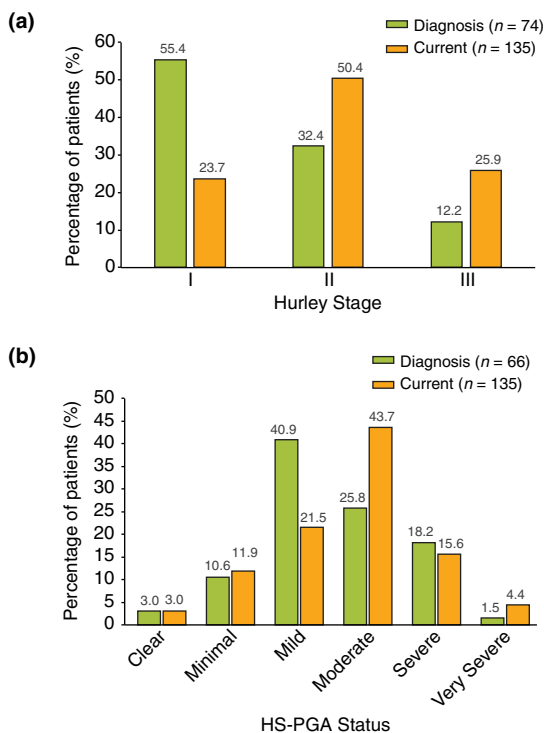 (a)
Diagnosis (n = 74)
Current (n = 135)
Percentage of patients (%)
60
50
40
30
20
10
0
55.4
23.7
32.4
50.4
12.2
25.9
I II III
Hurley Stage
(b)
Diagnosis (n = 66)
Current (n = 135)
Percentage of patients (%)
50
45
40
35
30
25
20
15
10
5
0
3.0 3.0
10.6 11.9
40.9
21.5
25.8
43.7
18.2
15.6
1.5
4.4
Clear Minimal Mild Moderate Severe Very Severe
HS-PGA Status